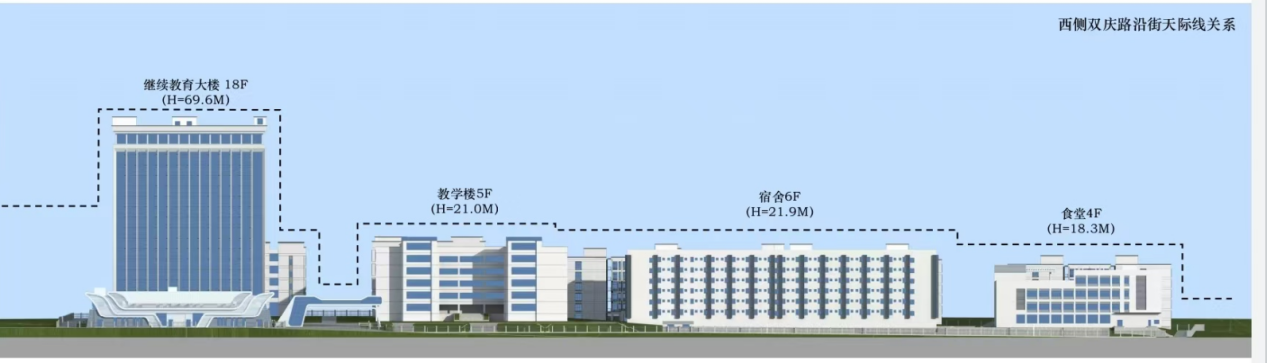 西侧双庆路沿街天际线关系
继续教育大楼 18F
(H=69.6M)
教学楼5F
(H=21.0M)
宿舍6F
(H=21.9M)
食堂4F
(H=18.3M)